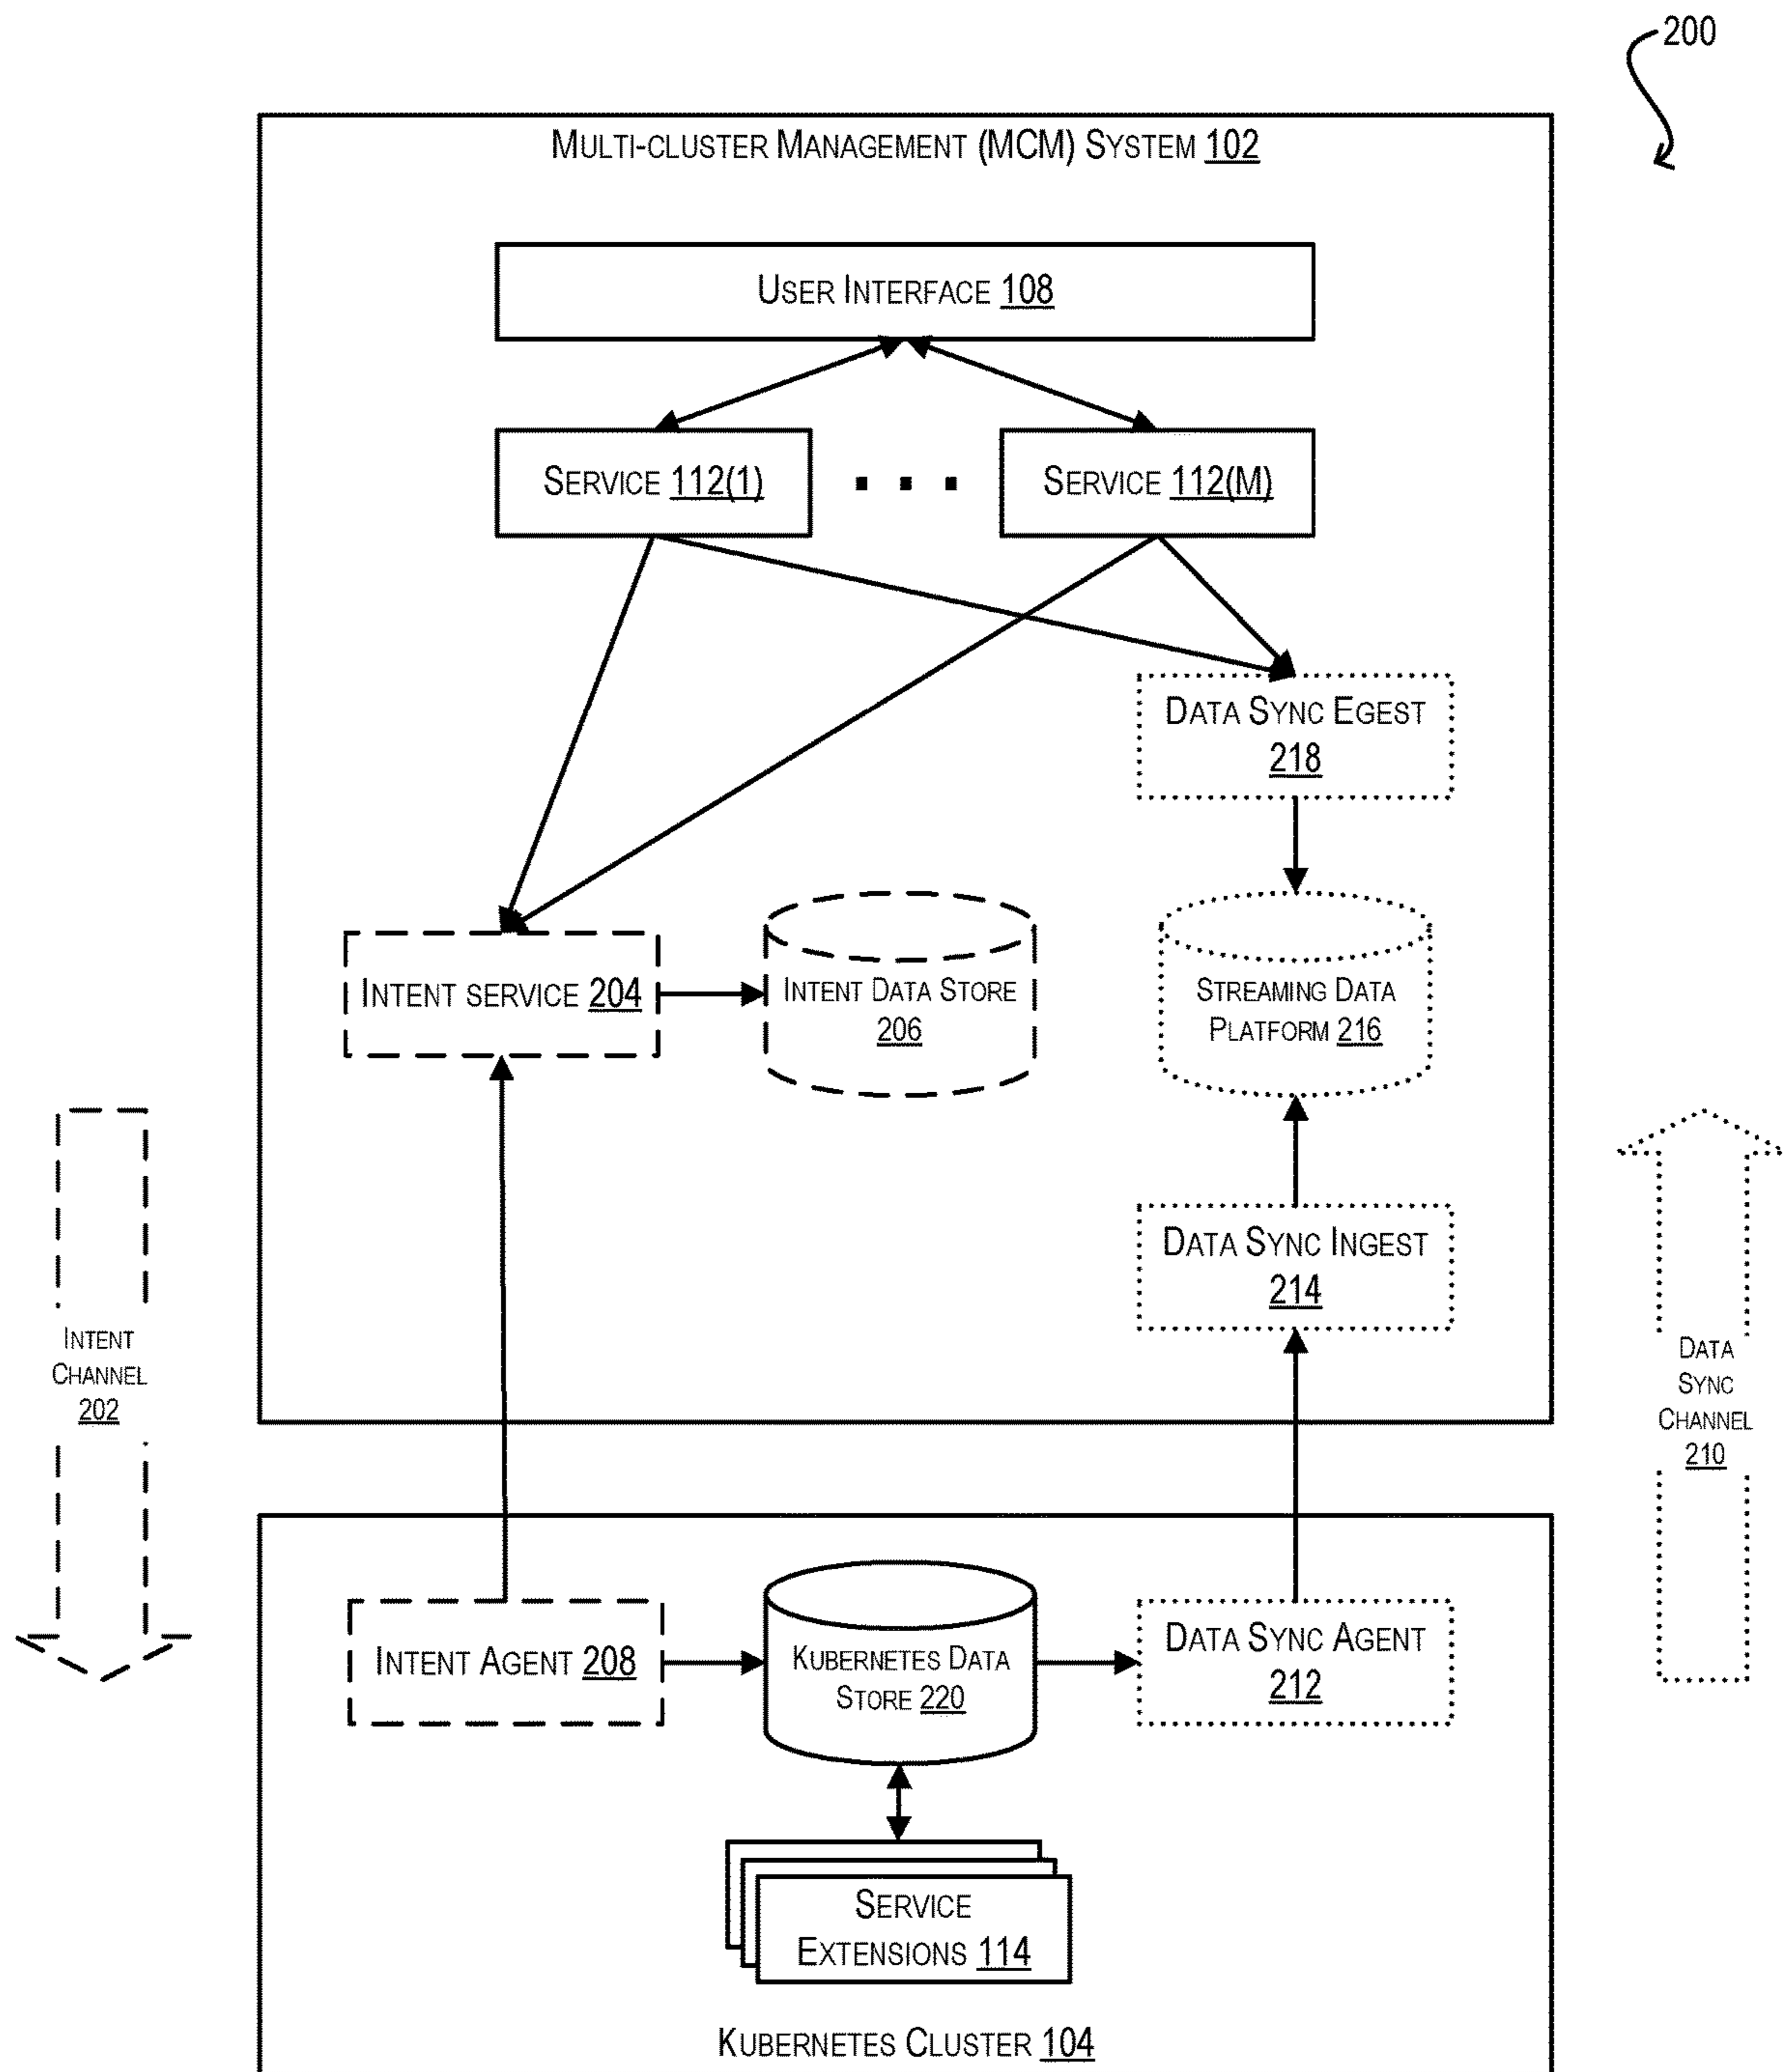 200
Multi-cluster Management (MCM) System 102
User Interface 108
Service 112(1)
Service 112(M)
Data Sync Egest
218
Intent service 204
Intent Data Store
206
Streaming Data
Platform 216
Data Sync Ingest
214
Intent
Channel
202
Data
Sync
Channel
210
Intent Agent 208
Kubernetes Data
Store 220
Data Sync Agent
212
Service
Extensions 114
Kubernetes Cluster 104